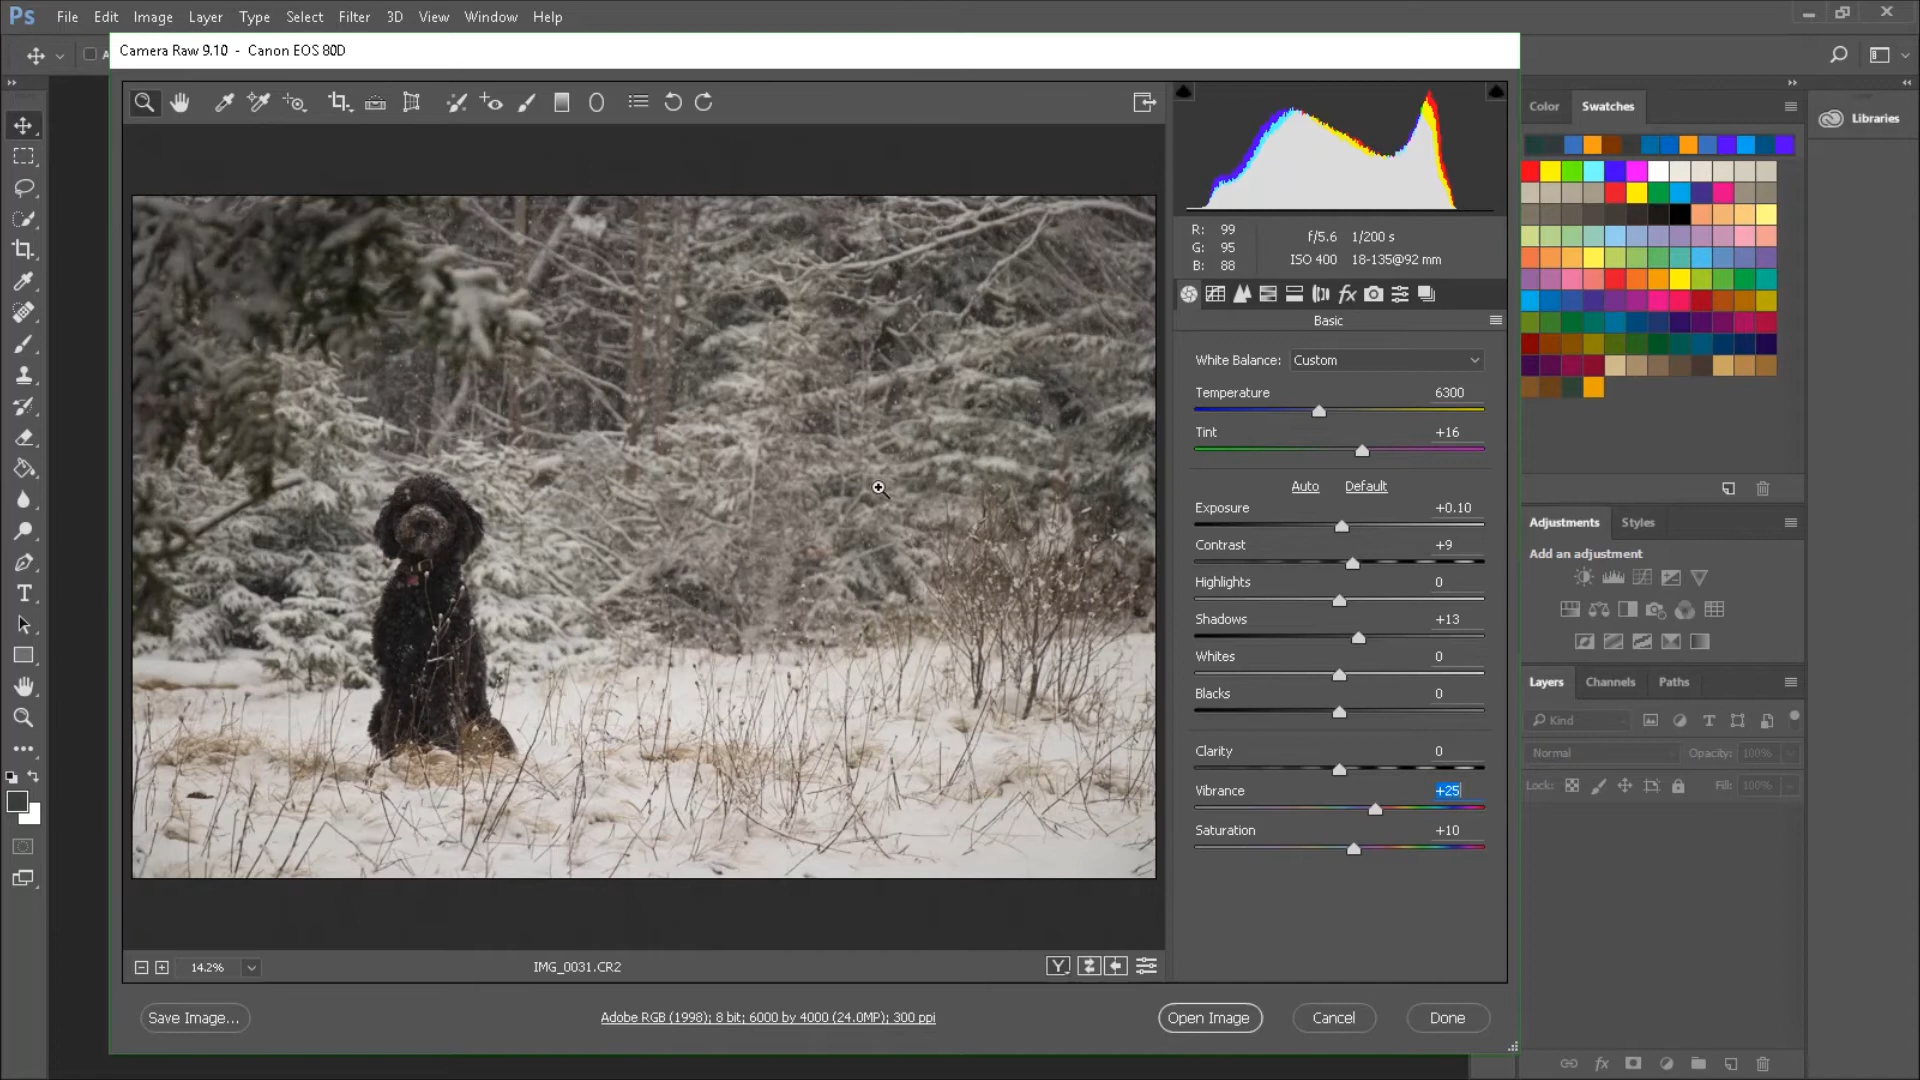 Ps File Edit Image Layer Type Select Filter 3D View Window Help
Camera Raw 9.10 - Canon EOS 80D
A
R: 99
G: 95
B: 88
f/5.6 1/200 s
ISO 400 18-135@92 mm
Basic
White Balance: Custom
Temperature 6300
Tint +16
Auto Default
Exposure +0.10
Contrast +9
Highlights 0
Shadows +13
Whites 0
Blacks 0
Clarity 0
Vibrance +25
Saturation +10
14.2%
IMG_0031.CR2
Y
Save Image...
Adobe RGB (1998); 8 bit; 6000 by 4000 (24.0MP); 300 ppi
Open Image Cancel Done
Color Swatches
Libraries
Adjustments Styles
Add an adjustment
Layers Channels Paths
Kind
Normal Opacity: 100%
Lock: Fill: 100%
fx